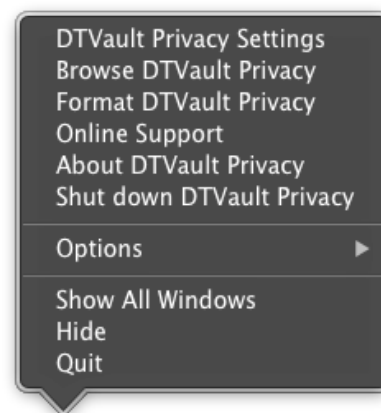 DTVault Privacy Settings
Browse DTVault Privacy
Format DTVault Privacy
Online Support
About DTVault Privacy
Shut down DTVault Privacy
Options
Show All Windows
Hide
Quit